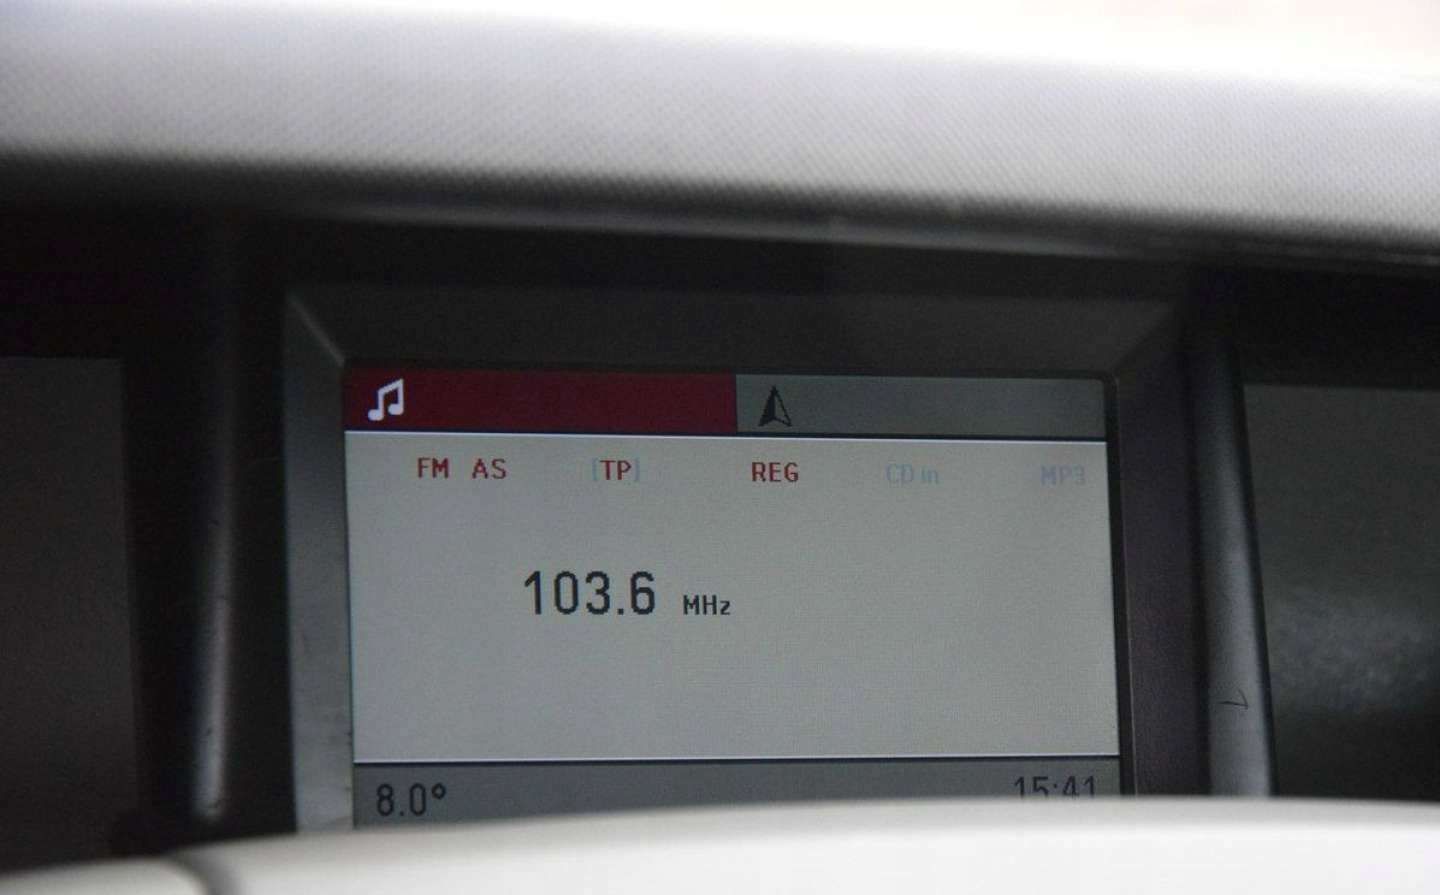 FM AS [TP] REG CD in MP3
103.6 MHz
8.0° 15:41